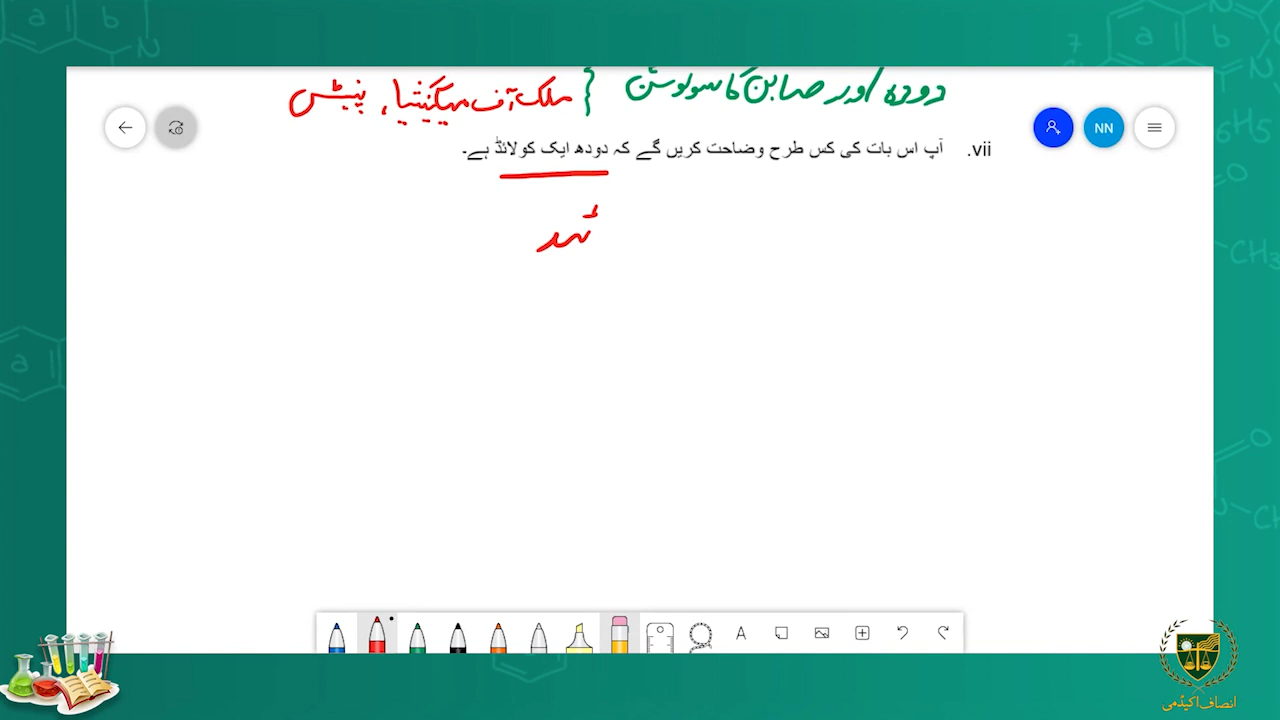 دودھ اور صابن کا سولوشن } ملک آف میگنیشیا، پینٹس
vii. آپ اس بات کی کس طرح وضاحت کریں گے کہ دودھ ایک کولائڈ ہے۔
NN
A
انصاف اکیڈمی